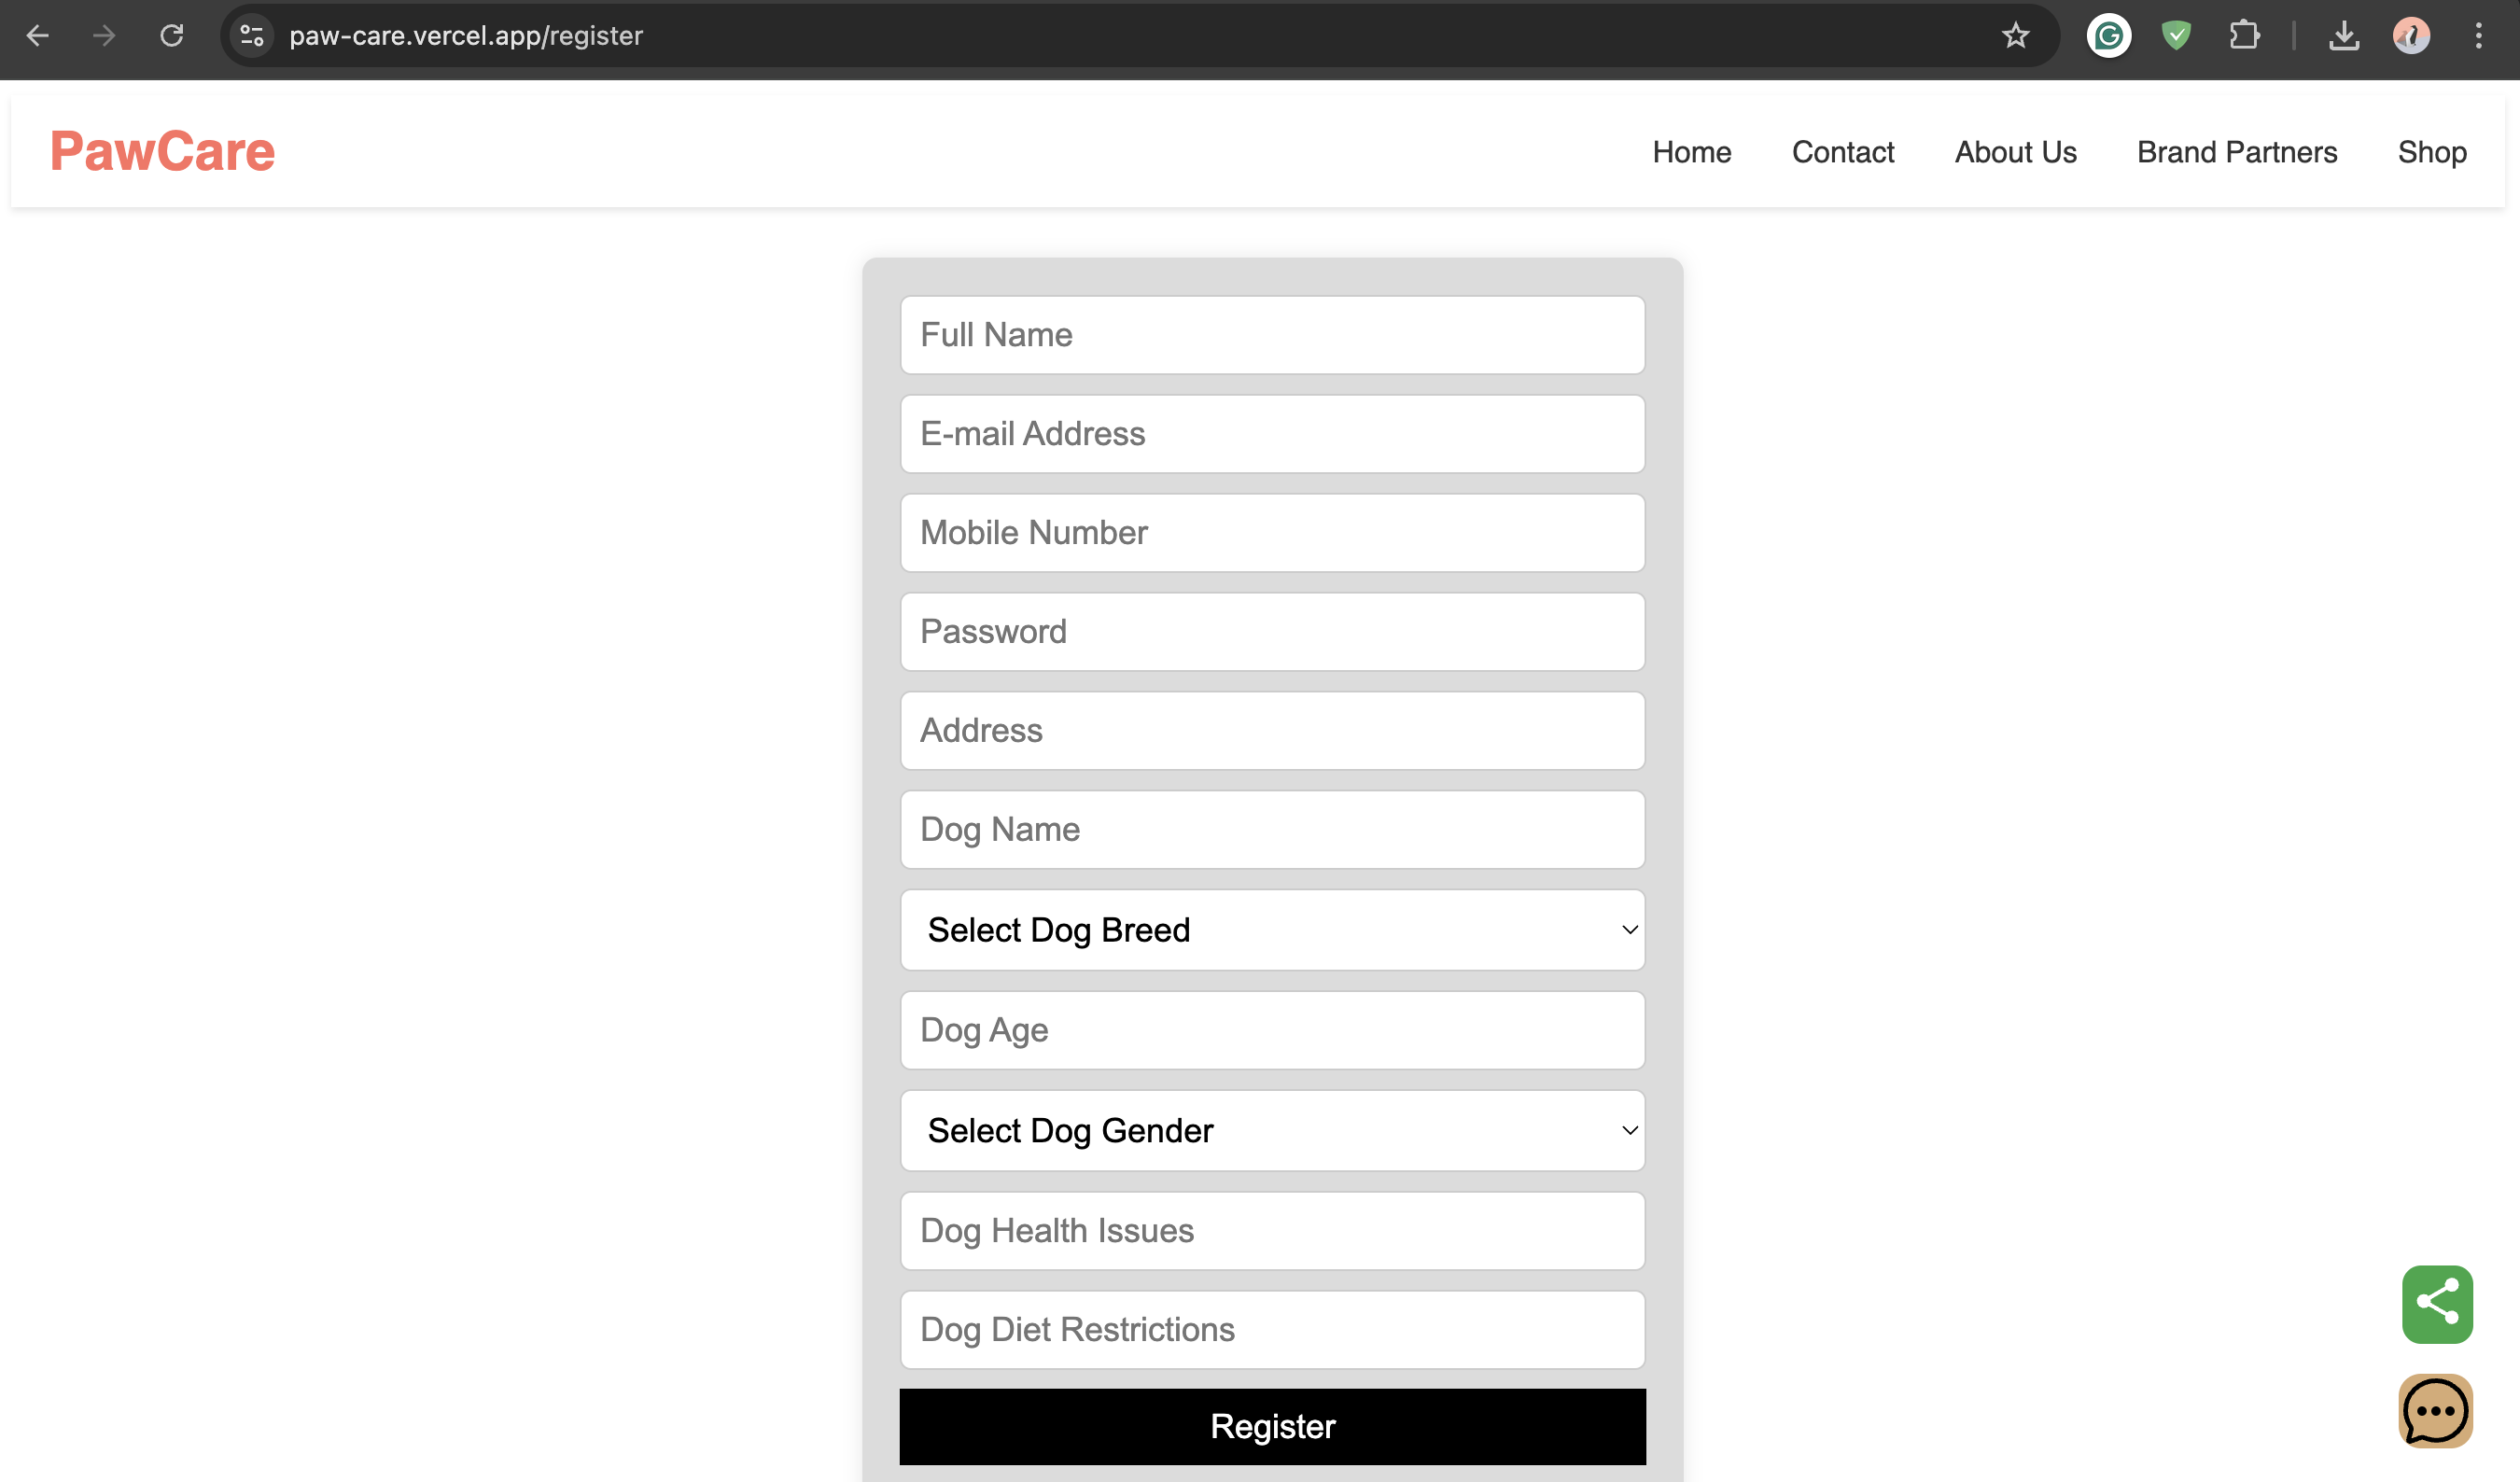 paw-care.vercel.app/register
PawCare
Home Contact About Us Brand Partners Shop
Full Name
E-mail Address
Mobile Number
Password
Address
Dog Name
Select Dog Breed
Dog Age
Select Dog Gender
Dog Health Issues
Dog Diet Restrictions
Register